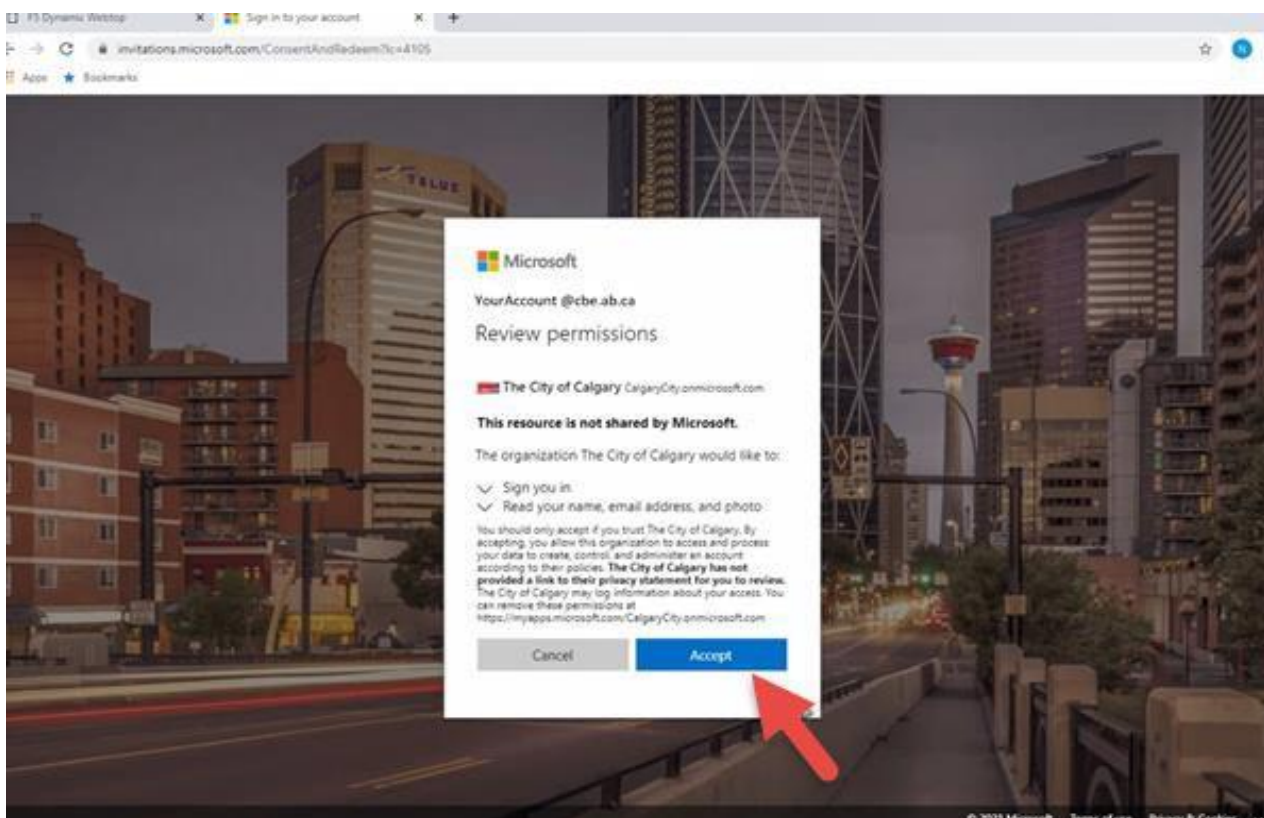 F5 Dynamic Webtop
Sign in to your account
invitations.microsoft.com/ConsentAndRedeem?lc=4105
N
Apps Bookmarks
TELUS
Microsoft
YourAccount @cbe.ab.ca
Review permissions
The City of Calgary CalgaryCity.onmicrosoft.com
This resource is not shared by Microsoft.
The organization The City of Calgary would like to:
Sign you in
Read your name, email address, and photo
You should only accept if you trust The City of Calgary. By
accepting, you allow this organization to access and process
your data to create, control, and administer an account
according to their policies. The City of Calgary has not
provided a link to their privacy statement for you to review.
The City of Calgary may log information about your access. You
can remove these permissions at
https://myapps.microsoft.com/CalgaryCity.onmicrosoft.com
Cancel Accept
Microsoft Terms of use Privacy & Cookies